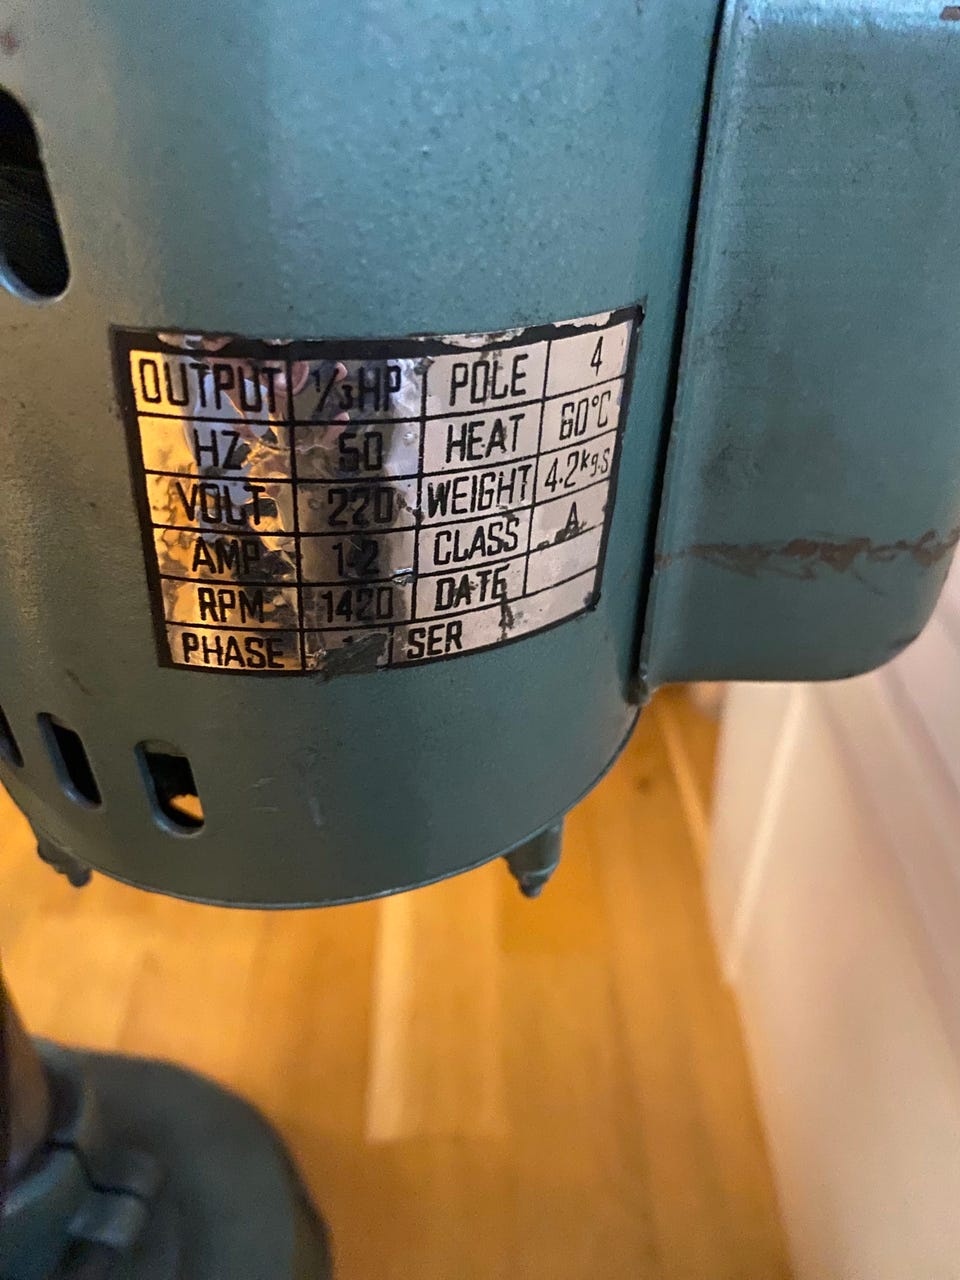 OUTPUT 1/3HP POLE 4
HZ 50 HEAT 60°C
VOLT 220 WEIGHT 4.2kgs
AMP 1.2 CLASS A
RPM 1420 DATE
PHASE SER